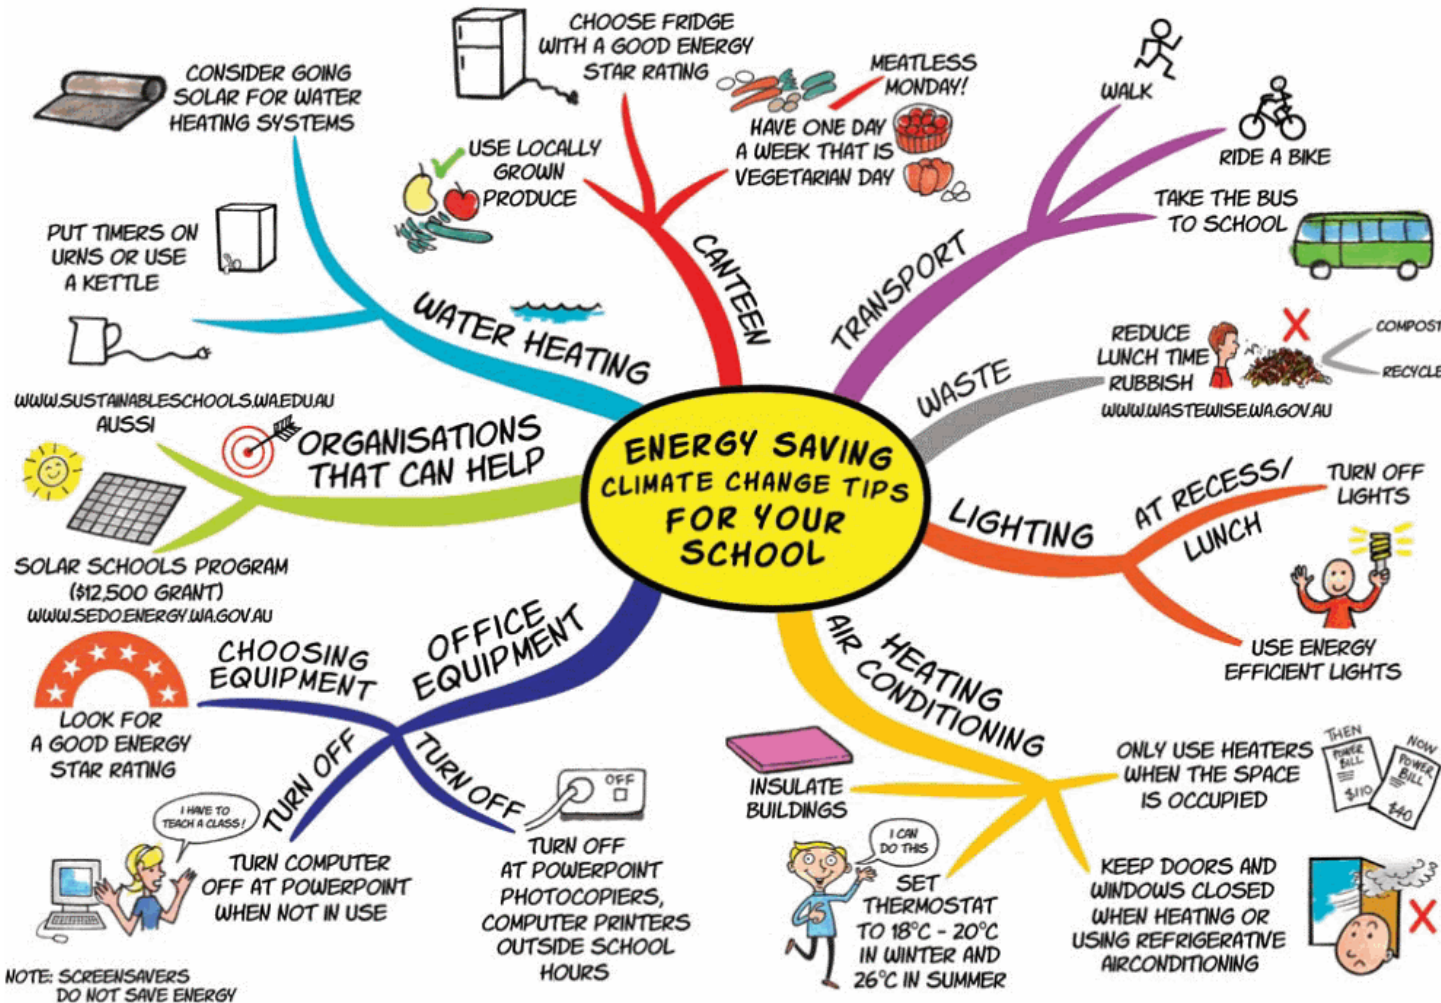 ENERGY SAVING
CLIMATE CHANGE TIPS
FOR YOUR
SCHOOL
CANTEEN
USE LOCALLY
GROWN
PRODUCE
CHOOSE FRIDGE
WITH A GOOD ENERGY
STAR RATING
MEATLESS
MONDAY!
HAVE ONE DAY
A WEEK THAT IS
VEGETARIAN DAY
TRANSPORT
WALK
RIDE A BIKE
TAKE THE BUS
TO SCHOOL
WASTE
REDUCE
LUNCH TIME
RUBBISH
WWW.WASTEWISE.WA.GOV.AU
COMPOST
RECYCLE
LIGHTING
AT RECESS/
LUNCH
TURN OFF
LIGHTS
USE ENERGY
EFFICIENT LIGHTS
HEATING
AIR CONDITIONING
ONLY USE HEATERS
WHEN THE SPACE
IS OCCUPIED
THEN
POWER
BILL
$110
NOW
POWER
BILL
$40
KEEP DOORS AND
WINDOWS CLOSED
WHEN HEATING OR
USING REFRIGERATIVE
AIRCONDITIONING
I CAN
DO THIS
SET
THERMOSTAT
TO 18°C - 20°C
IN WINTER AND
26°C IN SUMMER
INSULATE
BUILDINGS
OFFICE
EQUIPMENT
TURN OFF
OFF
TURN OFF
AT POWERPOINT
PHOTOCOPIERS,
COMPUTER PRINTERS
OUTSIDE SCHOOL
HOURS
TURN OFF
I HAVE TO
TEACH A CLASS!
TURN COMPUTER
OFF AT POWERPOINT
WHEN NOT IN USE
NOTE: SCREENSAVERS
DO NOT SAVE ENERGY
CHOOSING
EQUIPMENT
LOOK FOR
A GOOD ENERGY
STAR RATING
ORGANISATIONS
THAT CAN HELP
WWW.SUSTAINABLESCHOOLS.WA.EDU.AU
AUSSI
SOLAR SCHOOLS PROGRAM
($12,500 GRANT)
WWW.SEDO.ENERGY.WA.GOV.AU
WATER HEATING
PUT TIMERS ON
URNS OR USE
A KETTLE
CONSIDER GOING
SOLAR FOR WATER
HEATING SYSTEMS